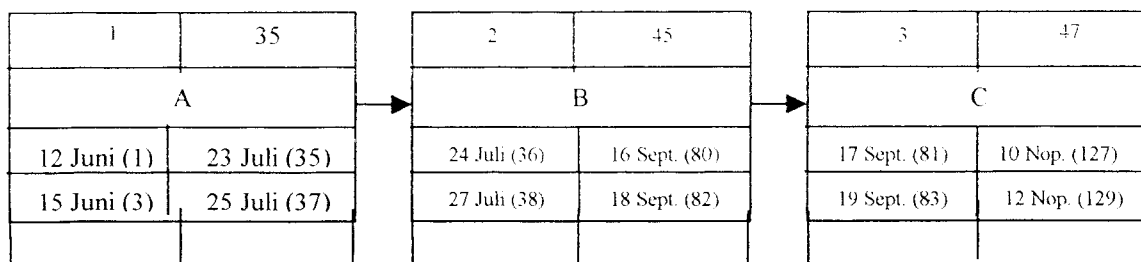 1 35 2 45 3 47
A B C
12 Juni (1) 23 Juli (35) 24 Juli (36) 16 Sept. (80) 17 Sept. (81) 10 Nop. (127)
15 Juni (3) 25 Juli (37) 27 Juli (38) 18 Sept. (82) 19 Sept. (83) 12 Nop. (129)